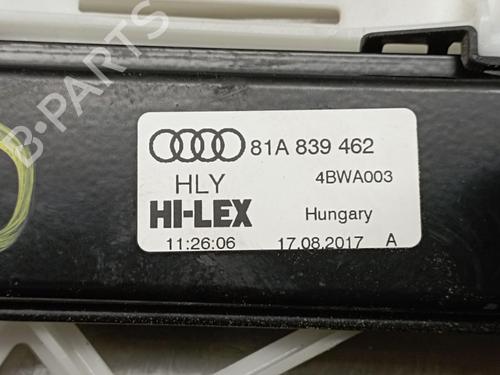 B-PARTS
81A 839 462
HLY 4BWA003
HI-LEX Hungary
11:26:06 17.08.2017 A